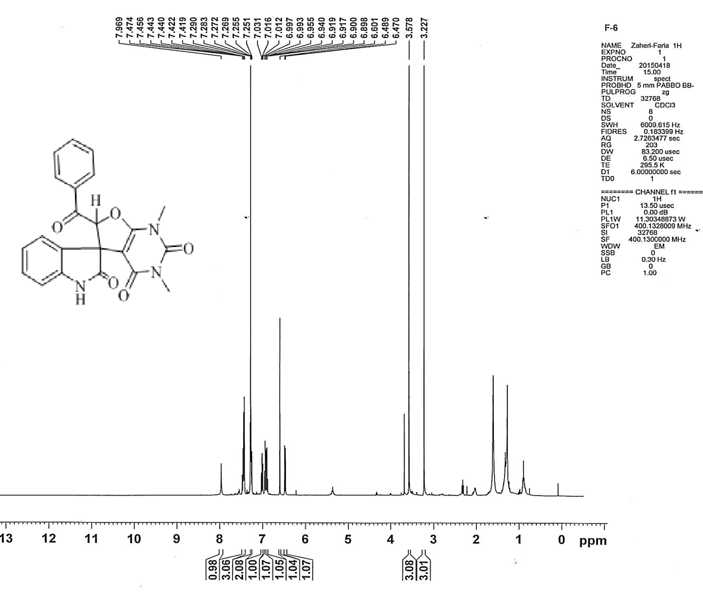 7.969
7.474
7.456
7.443
7.440
7.422
7.419
7.290
7.283
7.272
7.269
7.255
7.251
7.031
7.016
7.012
6.997
6.993
6.955
6.940
6.919
6.917
6.900
6.898
6.601
6.489
6.470
3.578
3.227
F-6
NAME Zaheri-Faria 1H
EXPNO 1
PROCNO 1
Date_ 20150418
Time 15.00
INSTRUM spect
PROBHD 5 mm PABBO BB-
PULPROG zg
TD 32768
SOLVENT CDCl3
NS 8
DS 0
SWH 6009.615 Hz
FIDRES 0.183399 Hz
AQ 2.7263477 sec
RG 203
DW 83.200 usec
DE 6.50 usec
TE 295.5 K
D1 6.00000000 sec
TD0 1
======== CHANNEL f1 ======
NUC1 1H
P1 13.50 usec
PL1 0.00 dB
PL1W 11.30348873 W
SFO1 400.1328009 MHz
SI 32768
SF 400.1300000 MHz
WDW EM
SSB 0
LB 0.30 Hz
GB 0
PC 1.00
H
O
O
N
O
N
O
O
N
H
13 12 11 10 9 8 7 6 5 4 3 2 1 0 ppm
0.98
3.06
2.08
1.00
1.07
1.05
1.04
1.07
3.08
3.01